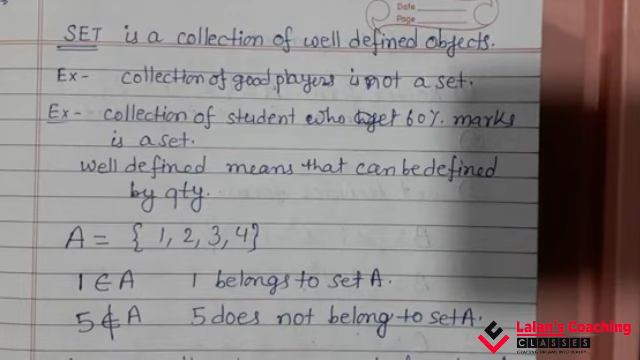 Date
Page
SET is a collection of well defined objects.
Ex- collection of good players is not a set.
Ex- collection of student who get 60% marks
is a set.
well defined means that can be defined
by qty.
A = { 1, 2, 3, 4}
1 ∈ A 1 belongs to set A.
5 ∉ A 5 does not belong to set A.
Lalan's Coaching
CLASSES